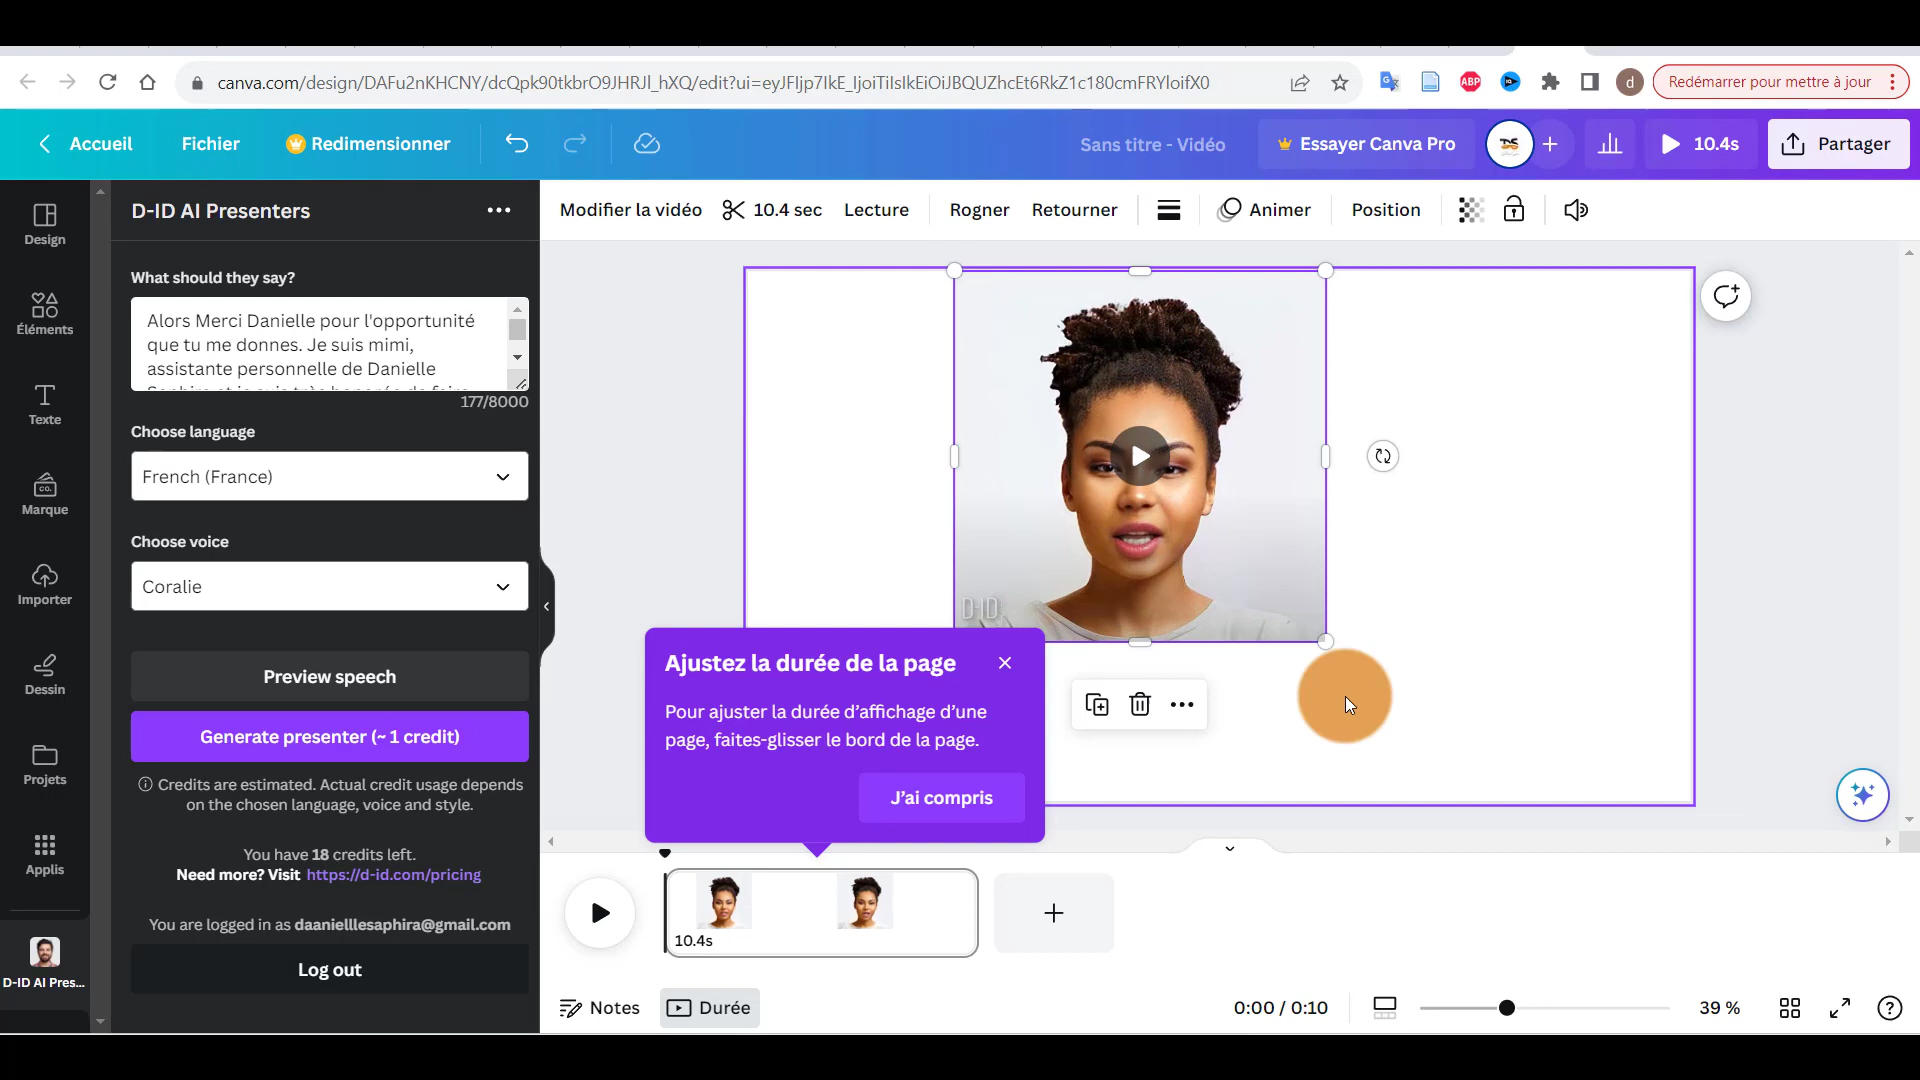 canva.com/design/DAFu2nKHCNY/dcQpk90tkbrO9JHRJl_hXQ/edit?ui=eyJFIjp7IkE_IjoiTiIsIkEiOiJBQUZhcEt6RkZ1c180cmFRYloifX0
ABP
d
Redémarrer pour mettre à jour
Accueil
Fichier
Redimensionner
Sans titre - Vidéo
Essayer Canva Pro
10.4s
Partager
Design
Éléments
Texte
Marque
Importer
Dessin
Projets
Applis
D-ID AI Pres...
D-ID AI Presenters
What should they say?
Alors Merci Danielle pour l'opportunité
que tu me donnes. Je suis mimi,
assistante personnelle de Danielle
177/8000
Choose language
French (France)
Choose voice
Coralie
Preview speech
Generate presenter (~ 1 credit)
Credits are estimated. Actual credit usage depends
on the chosen language, voice and style.
You have 18 credits left.
Need more? Visit https://d-id.com/pricing
You are logged in as daanielllesaphira@gmail.com
Log out
Modifier la vidéo
10.4 sec
Lecture
Rogner
Retourner
Animer
Position
D-ID
Ajustez la durée de la page
Pour ajuster la durée d'affichage d'une
page, faites-glisser le bord de la page.
J'ai compris
10.4s
Notes
Durée
0:00 / 0:10
39 %